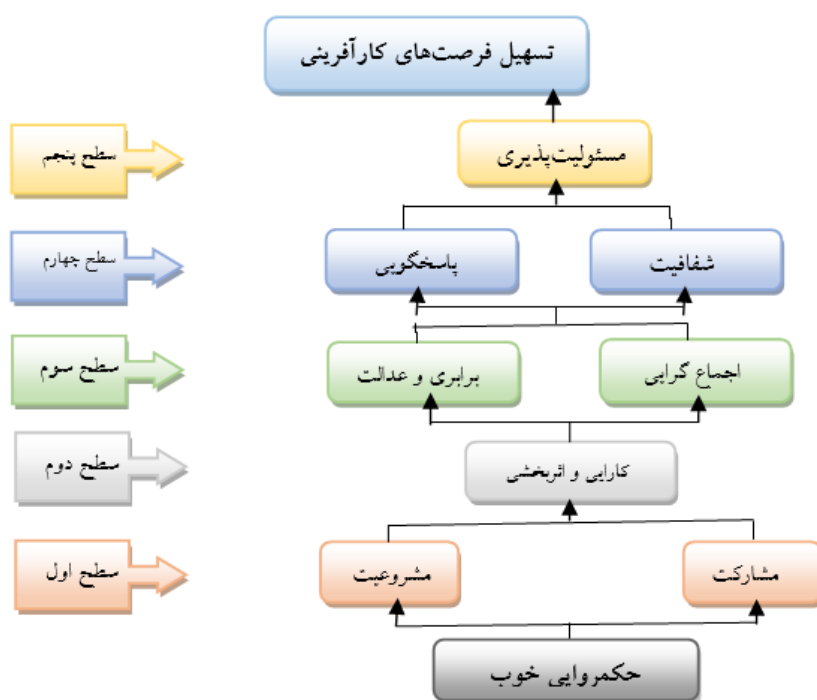 تسهیل فرصت‌های کارآفرینی
مسئولیت‌پذیری
سطح پنجم
شفافیت
پاسخگویی
سطح چهارم
اجماع گرایی
برابری و عدالت
سطح سوم
کارایی و اثربخشی
سطح دوم
مشارکت
مشروعیت
سطح اول
حکمروایی خوب